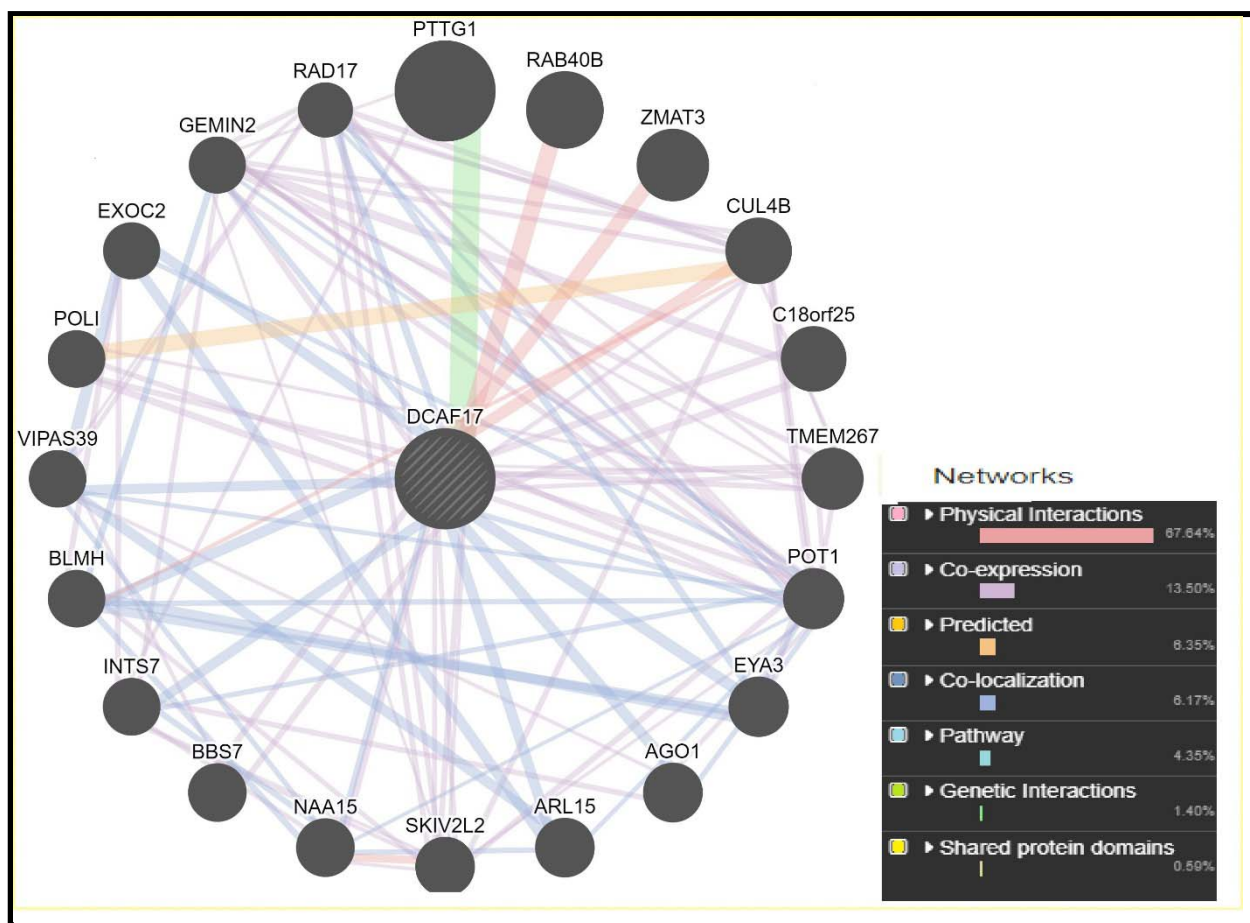 PTTG1
RAB40B
RAD17
ZMAT3
GEMIN2
CUL4B
EXOC2
C18orf25
POLI
DCAF17
TMEM267
VIPAS39
POT1
BLMH
EYA3
INTS7
AGO1
BBS7
ARL15
NAA15
SKIV2L2
Networks
Physical Interactions
67.64%
Co-expression
13.50%
Predicted
6.35%
Co-localization
6.17%
Pathway
4.35%
Genetic Interactions
1.40%
Shared protein domains
0.59%